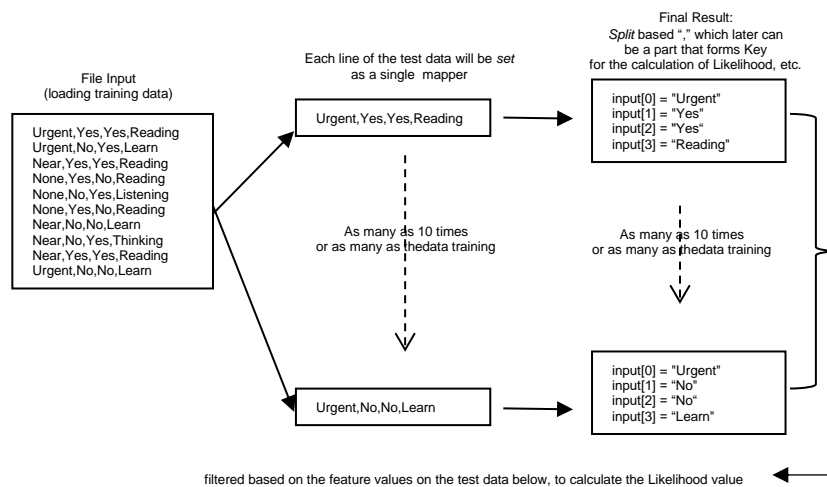 File Input
(loading training data)
Urgent,Yes,Yes,Reading
Urgent,No,Yes,Learn
Near,Yes,Yes,Reading
None,Yes,No,Reading
None,No,Yes,Listening
None,Yes,No,Reading
Near,No,No,Learn
Near,No,Yes,Thinking
Near,Yes,Yes,Reading
Urgent,No,No,Learn
Each line of the test data will be set
as a single mapper
Urgent,Yes,Yes,Reading
As many as 10 times
or as many as thedata training
Urgent,No,No,Learn
Final Result:
Split based “,” which later can
be a part that forms Key
for the calculation of Likelihood, etc.
input[0] = "Urgent"
input[1] = "Yes"
input[2] = "Yes“
input[3] = “Reading"
As many as 10 times
or as many as thedata training
input[0] = "Urgent"
input[1] = “No”
input[2] = “No“
input[3] = “Learn"
filtered based on the feature values on the test data below, to calculate the Likelihood value